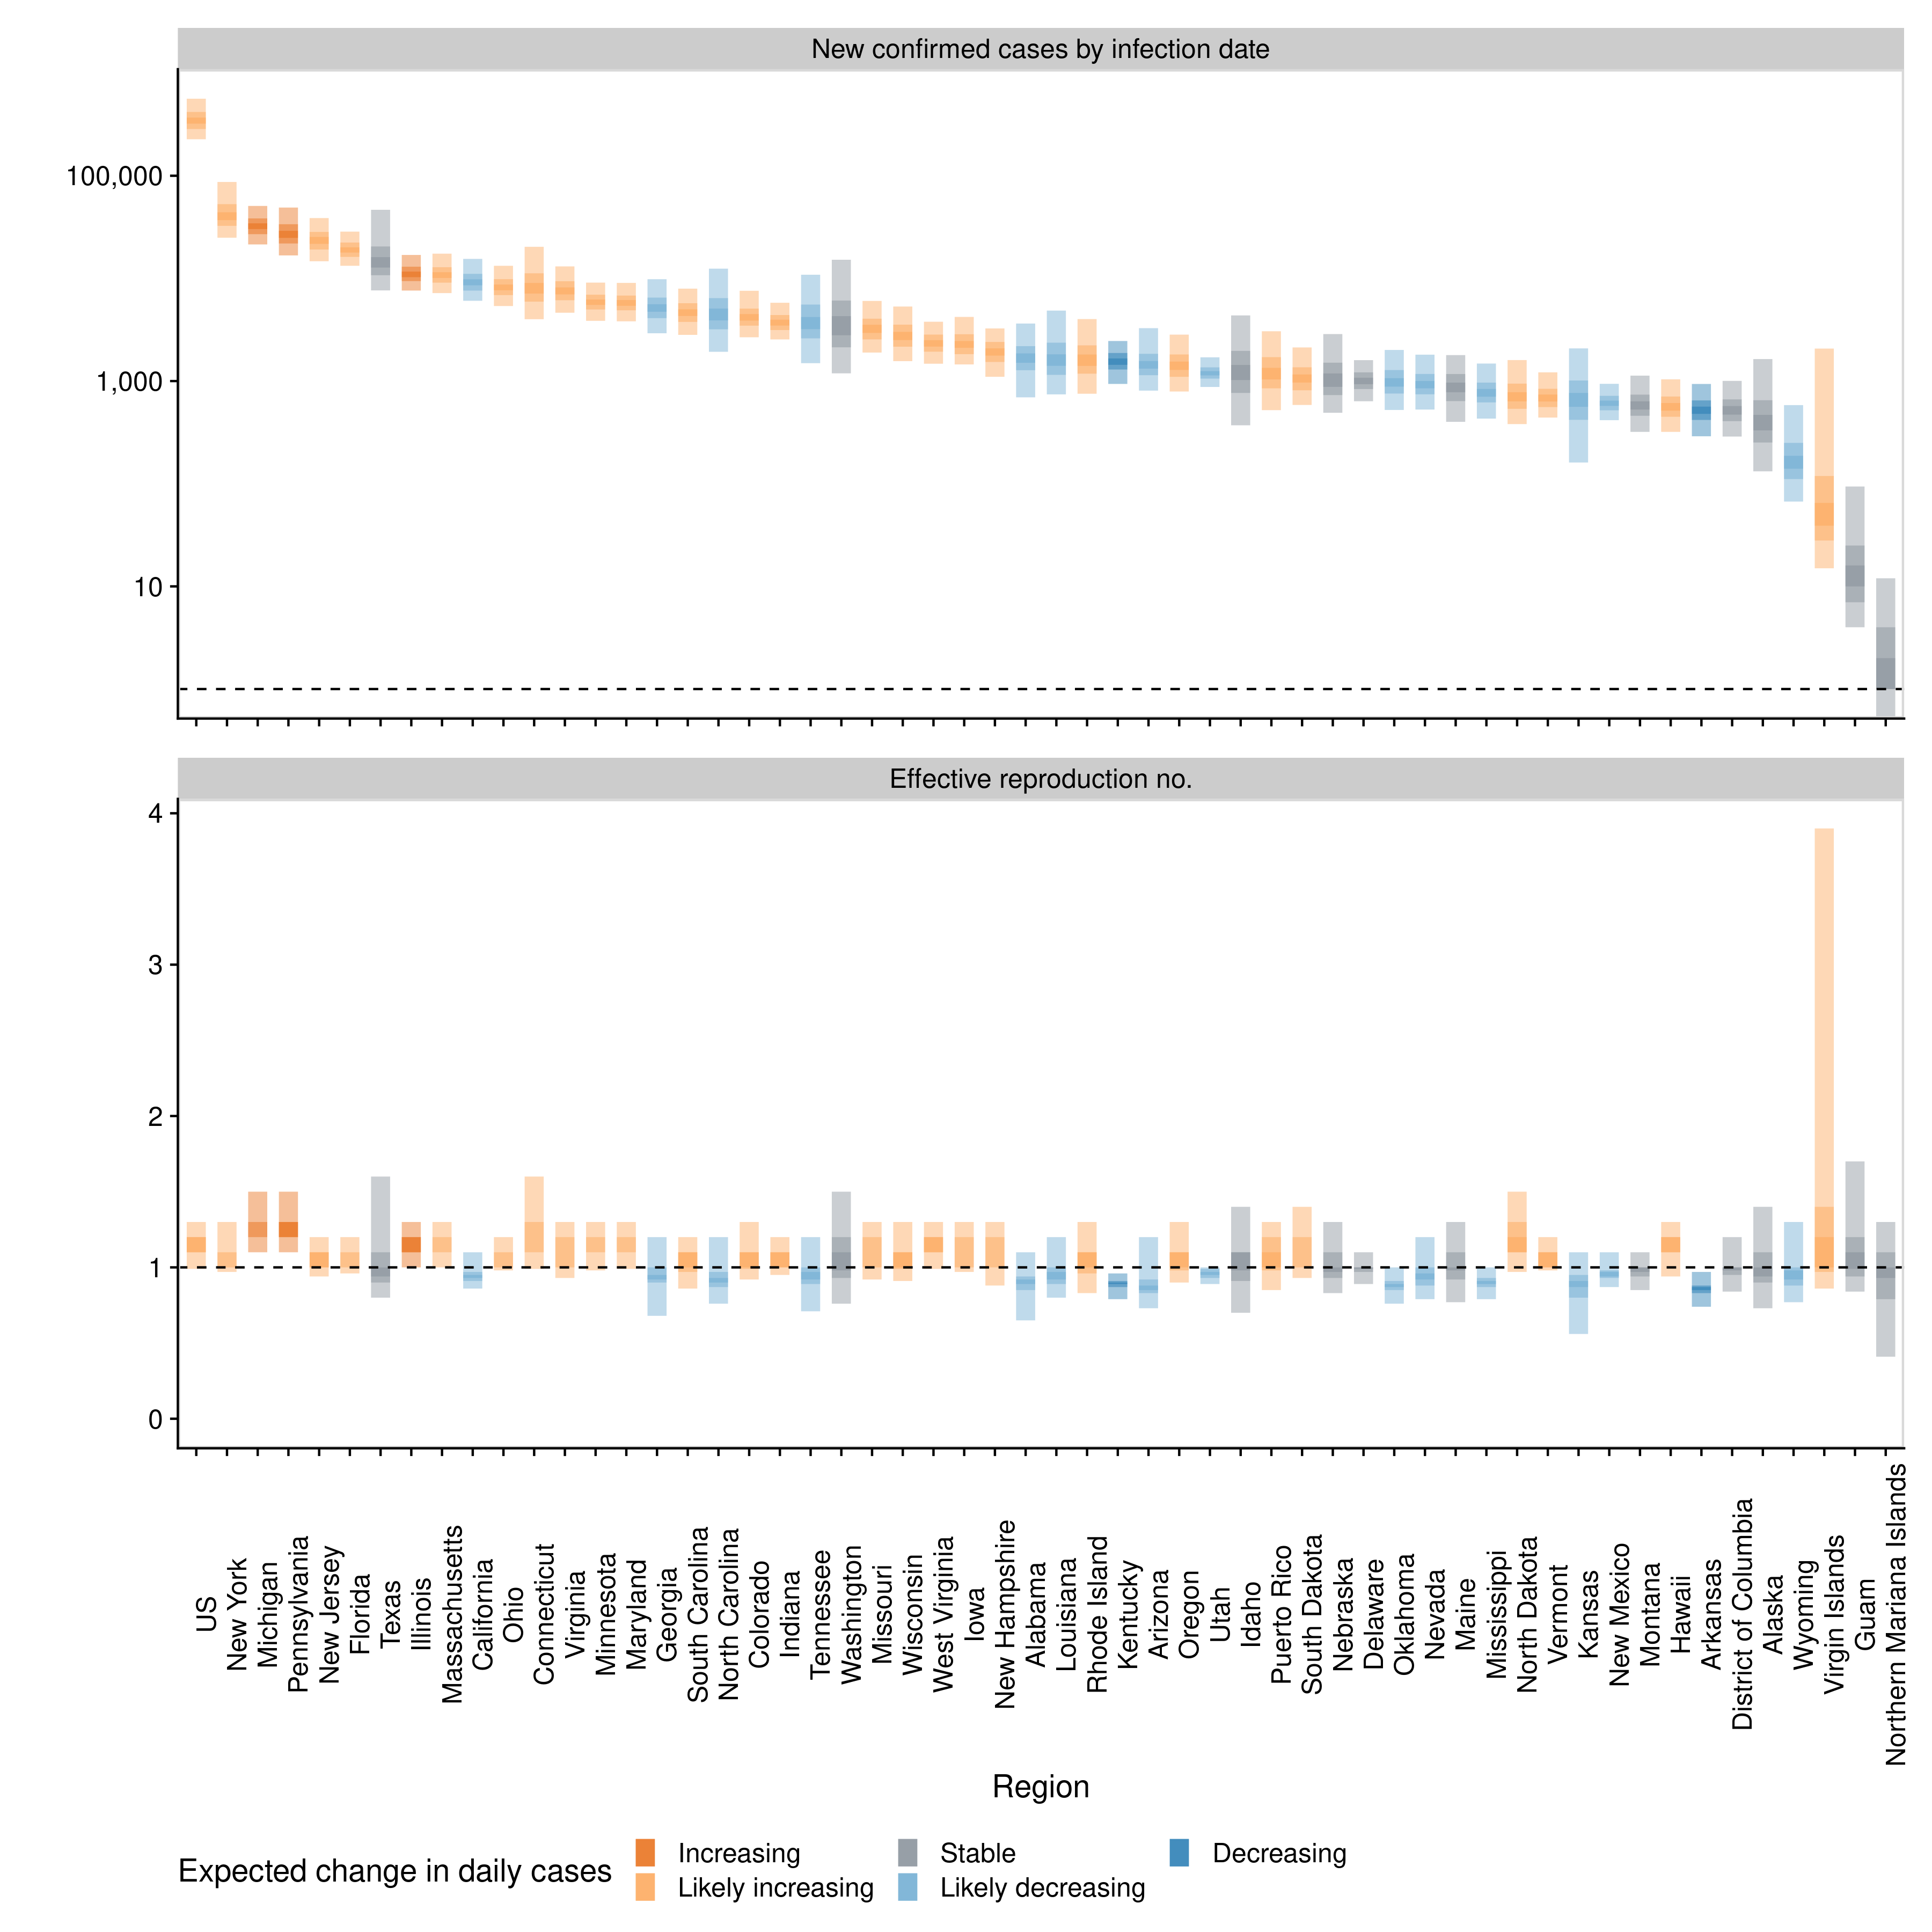 New confirmed cases by infection date
100,000
1,000
10
Effective reproduction no.
4
3
2
1
0
US
New York
Michigan
Pennsylvania
New Jersey
Florida
Texas
Illinois
Massachusetts
California
Ohio
Connecticut
Virginia
Minnesota
Maryland
Georgia
South Carolina
North Carolina
Colorado
Indiana
Tennessee
Washington
Missouri
Wisconsin
West Virginia
Iowa
New Hampshire
Alabama
Louisiana
Rhode Island
Kentucky
Arizona
Oregon
Utah
Idaho
Puerto Rico
South Dakota
Nebraska
Delaware
Oklahoma
Nevada
Maine
Mississippi
North Dakota
Vermont
Kansas
New Mexico
Montana
Hawaii
Arkansas
District of Columbia
Alaska
Wyoming
Virgin Islands
Guam
Northern Mariana Islands
Region
Expected change in daily cases
Increasing
Likely increasing
Stable
Likely decreasing
Decreasing